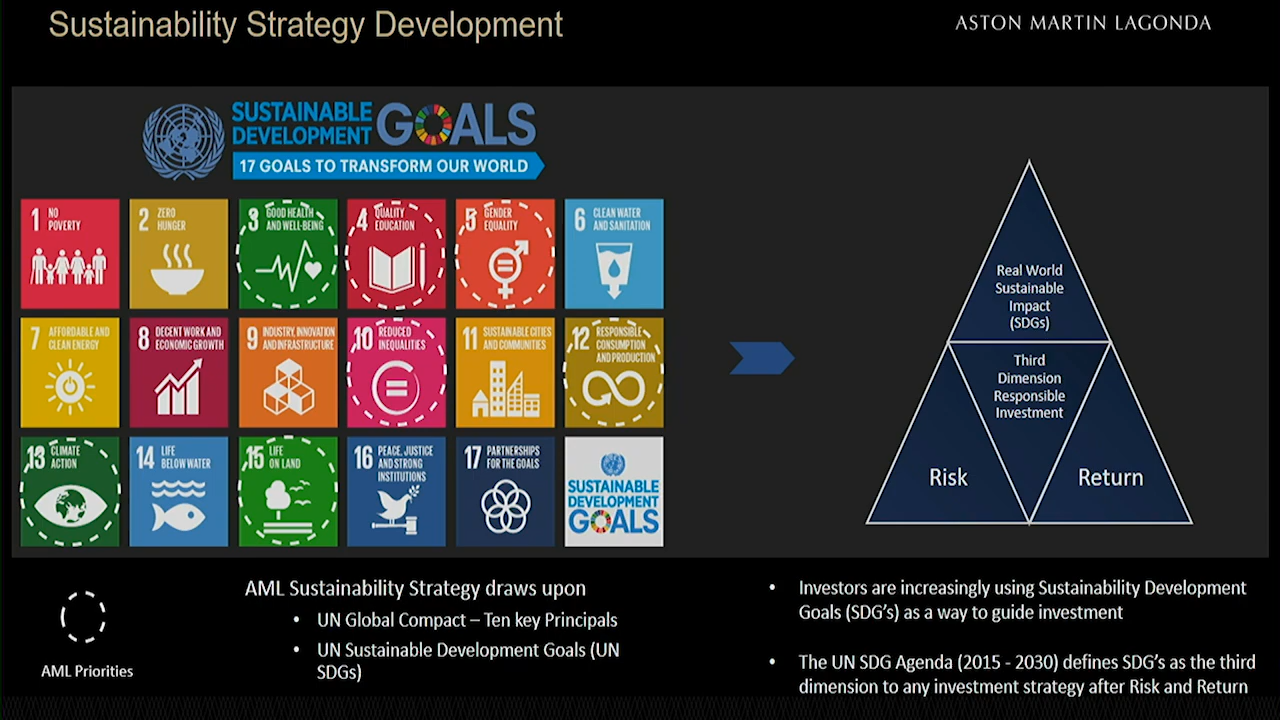 Sustainability Strategy Development
ASTON MARTIN LAGONDA
SUSTAINABLE
DEVELOPMENT
GOALS
17 GOALS TO TRANSFORM OUR WORLD
1 NO
POVERTY
2 ZERO
HUNGER
3 GOOD HEALTH
AND WELL-BEING
4 QUALITY
EDUCATION
5 GENDER
EQUALITY
6 CLEAN WATER
AND SANITATION
7 AFFORDABLE AND
CLEAN ENERGY
8 DECENT WORK AND
ECONOMIC GROWTH
9 INDUSTRY, INNOVATION
AND INFRASTRUCTURE
10 REDUCED
INEQUALITIES
11 SUSTAINABLE CITIES
AND COMMUNITIES
12 RESPONSIBLE
CONSUMPTION
AND PRODUCTION
13 CLIMATE
ACTION
14 LIFE
BELOW WATER
15 LIFE
ON LAND
16 PEACE, JUSTICE
AND STRONG
INSTITUTIONS
17 PARTNERSHIPS
FOR THE GOALS
SUSTAINABLE
DEVELOPMENT
GOALS
Real World
Sustainable
Impact
(SDGs)
Third
Dimension
Responsible
Investment
Risk
Return
AML Priorities
AML Sustainability Strategy draws upon
• UN Global Compact – Ten key Principals
• UN Sustainable Development Goals (UN
SDGs)
• Investors are increasingly using Sustainability Development
Goals (SDG's) as a way to guide investment
• The UN SDG Agenda (2015 - 2030) defines SDG's as the third
dimension to any investment strategy after Risk and Return